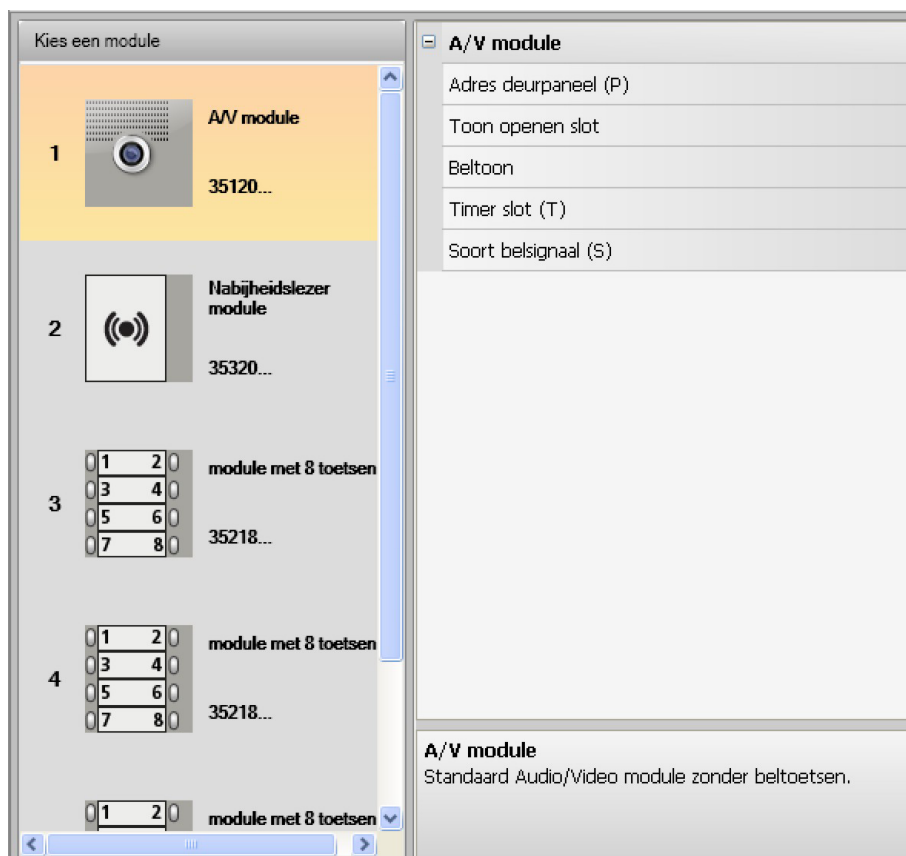 Kies een module
1
A/V module
35120...
2
Nabijheidslezer
module
35320...
3
1 2
3 4
5 6
7 8
module met 8 toetsen
35218...
4
1 2
3 4
5 6
7 8
module met 8 toetsen
35218...
1 2
module met 8 toetsen
A/V module
Adres deurpaneel (P)
Toon openen slot
Beltoon
Timer slot (T)
Soort belsignaal (S)
A/V module
Standaard Audio/Video module zonder beltoetsen.